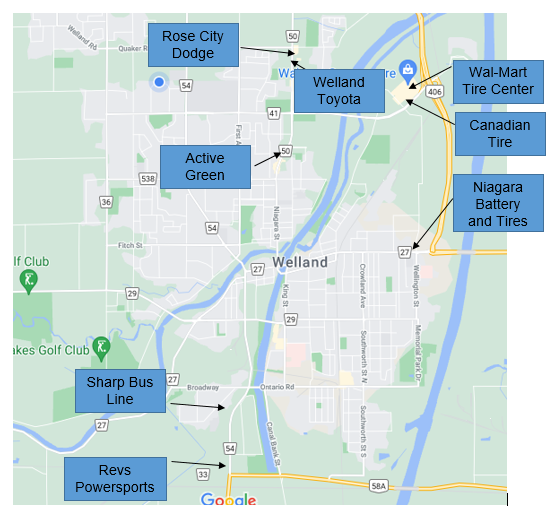 Welland Rd
Quaker R
Rose City
Dodge
50
Welland
Toyota
Wal-Mart
Tire Center
406
Canadian
Tire
54
41
First A
Active
Green
50
538
36
Niagara
Battery
and Tires
Niagara St
54
Fitch St
27
Welland
27
lf Club
29
King St
29
Crowland Ave
Wellington St
akes Golf Club
Southworth St N
Memorial Park Dr
27
Broadway
Ontario Rd
Sharp Bus
Line
27
54
Canal Bank St
Southworth St S
Revs
Powersports
33
58A
Google